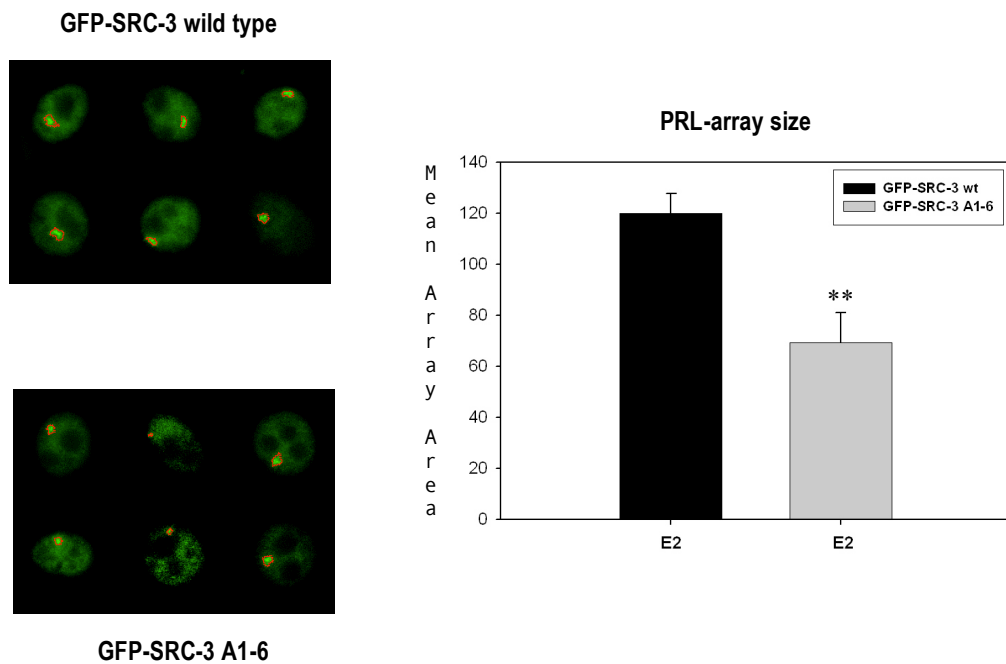 GFP-SRC-3 wild type
PRL-array size
Mean Array Area
140
120
100
80
60
40
20
0
GFP-SRC-3 wt
GFP-SRC-3 A1-6
**
E2
E2
GFP-SRC-3 A1-6